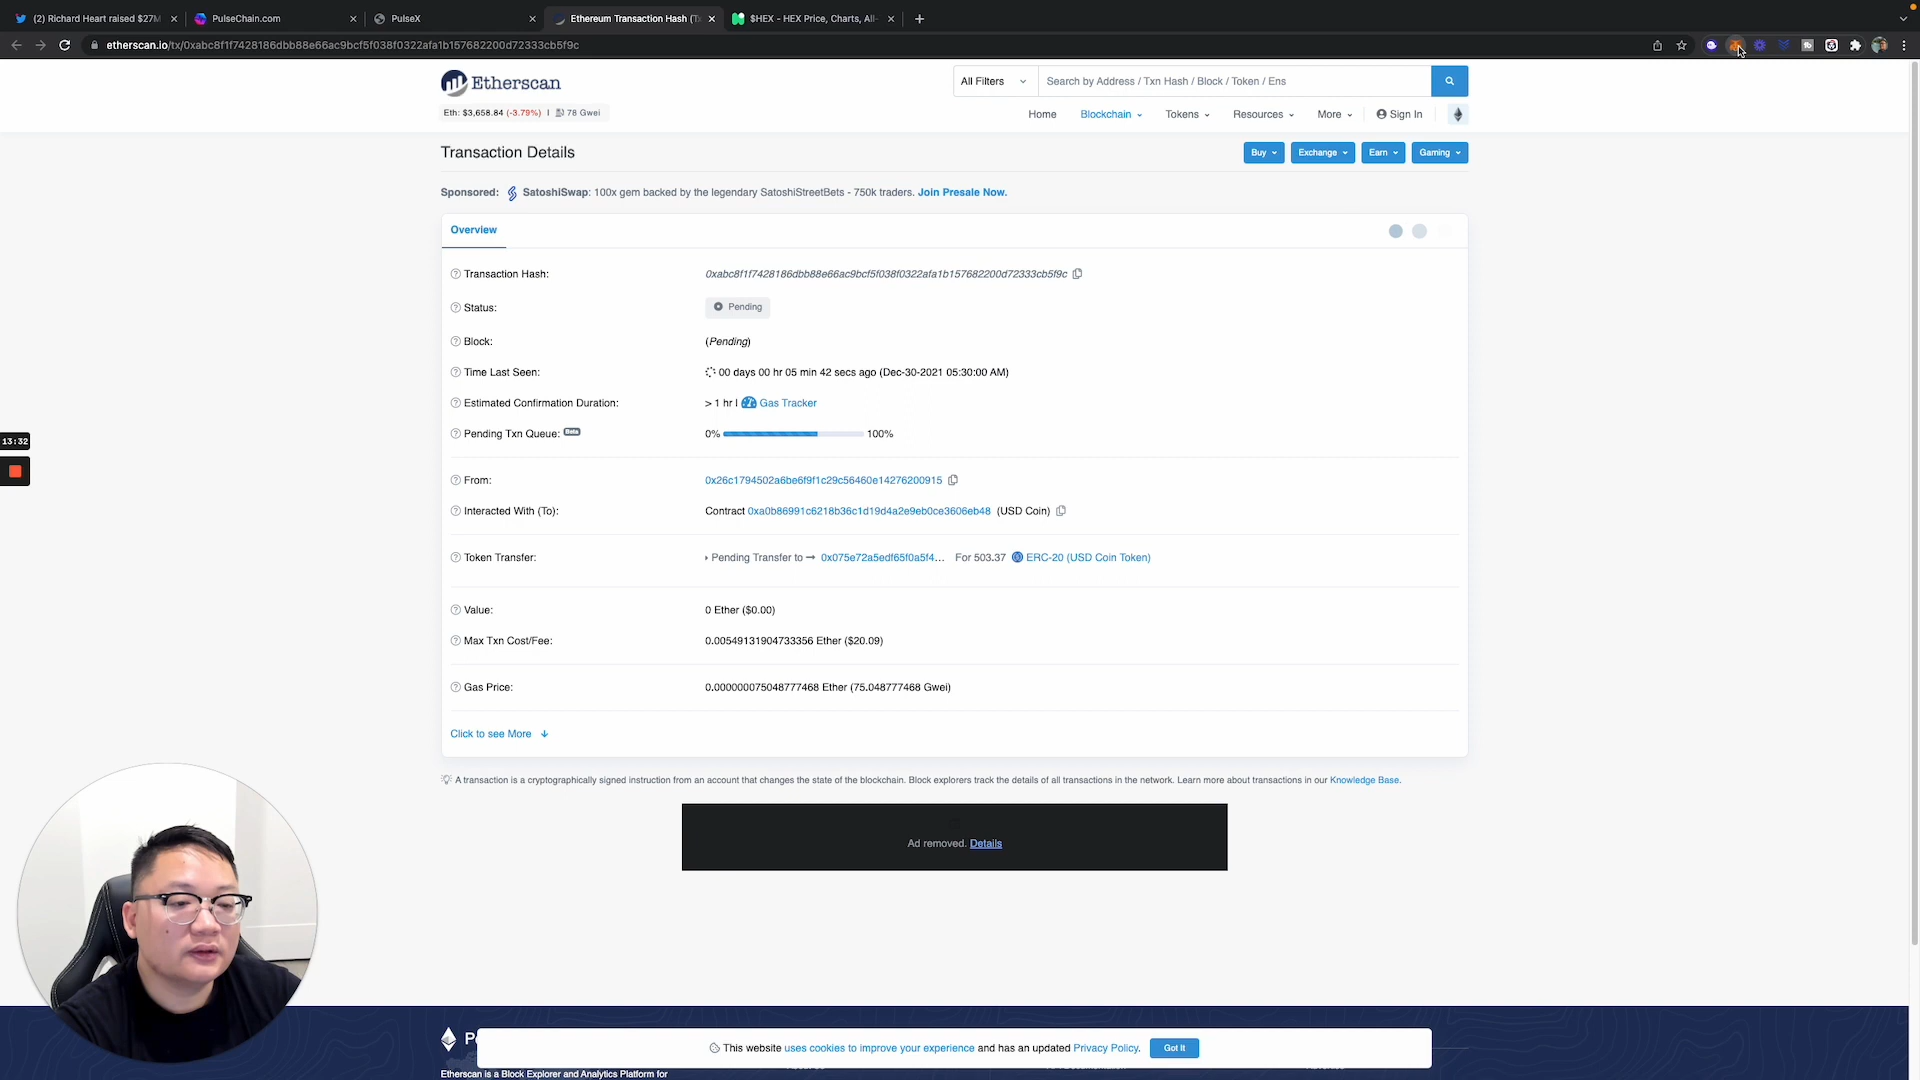 (2) Richard Heart raised $27M
PulseChain.com
PulseX
Ethereum Transaction Hash (Tx
$HEX - HEX Price, Charts, All-
etherscan.io/tx/0xabc8f1f7428186dbb88e66ac9bcf5f038f0322afa1b157682200d72333cb5f9c
Etherscan
All Filters
Search by Address / Txn Hash / Block / Token / Ens
Eth: $3,658.84 (-3.79%) | 78 Gwei
Home
Blockchain
Tokens
Resources
More
Sign In
Transaction Details
Buy
Exchange
Earn
Gaming
Sponsored: SatoshiSwap: 100x gem backed by the legendary SatoshiStreetBets - 750k traders. Join Presale Now.
Overview
Transaction Hash: 0xabc8f1f7428186dbb88e66ac9bcf5f038f0322afa1b157682200d72333cb5f9c
Status: Pending
Block: (Pending)
Time Last Seen: 00 days 00 hr 05 min 42 secs ago (Dec-30-2021 05:30:00 AM)
Estimated Confirmation Duration: > 1 hr | Gas Tracker
Pending Txn Queue: Beta 0% 100%
13:32
From: 0x26c1794502a6be6f9f1c29c56460e14276200915
Interacted With (To): Contract 0xa0b86991c6218b36c1d19d4a2e9eb0ce3606eb48 (USD Coin)
Token Transfer: Pending Transfer to → 0x075e72a5edf65f0a5f4... For 503.37 ERC-20 (USD Coin Token)
Value: 0 Ether ($0.00)
Max Txn Cost/Fee: 0.00549131904733356 Ether ($20.09)
Gas Price: 0.000000075048777468 Ether (75.048777468 Gwei)
Click to see More
A transaction is a cryptographically signed instruction from an account that changes the state of the blockchain. Block explorers track the details of all transactions in the network. Learn more about transactions in our Knowledge Base.
Ad removed. Details
This website uses cookies to improve your experience and has an updated Privacy Policy.
Got It
Etherscan is a Block Explorer and Analytics Platform for